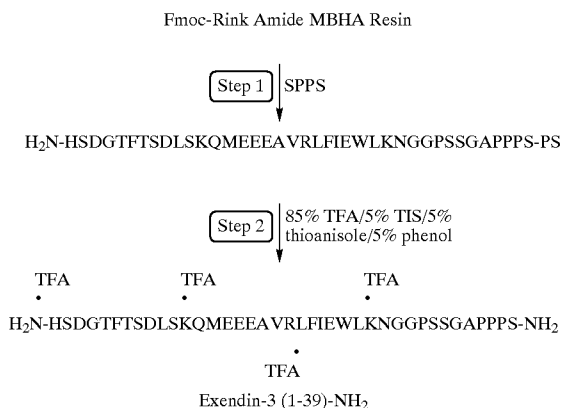 Fmoc-Rink Amide MBHA Resin
Step 1
SPPS
H₂N-HSDGTFTSDLSKQMEEEAVRLFIEWLKNGGPSSGAPPPS-PS
Step 2
85% TFA/5% TIS/5%
thioanisole/5% phenol
TFA TFA TFA
H₂N-HSDGTFTSDLSKQMEEEAVRLFIEWLKNGGPSSGAPPPS-NH₂
TFA
Exendin-3 (1-39)-NH₂